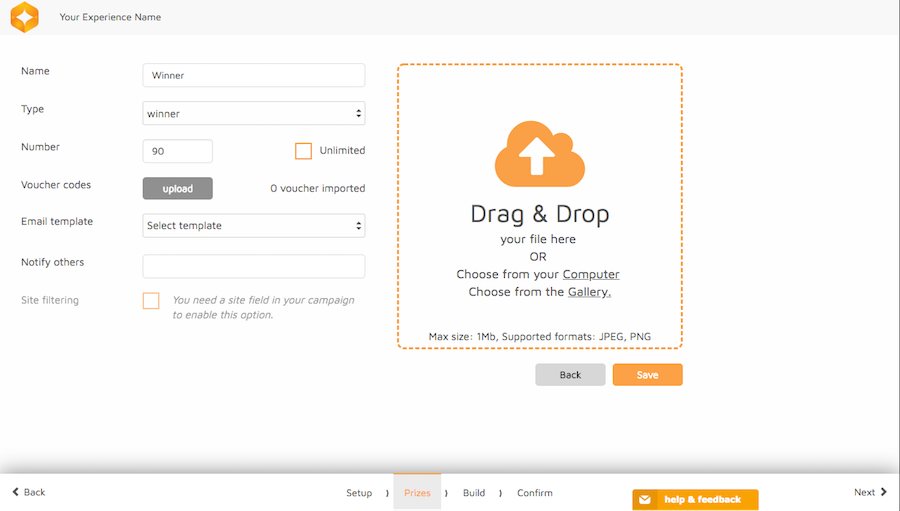 Your Experience Name
Name
Winner
Type
winner
Number
90
Unlimited
Voucher codes
upload
0 voucher imported
Email template
Select template
Notify others
Site filtering
You need a site field in your campaign
to enable this option.
Drag & Drop
your file here
OR
Choose from your Computer
Choose from the Gallery.
Max size: 1Mb, Supported formats: JPEG, PNG
Back
Save
Back
Setup
Prizes
Build
Confirm
help & feedback
Next